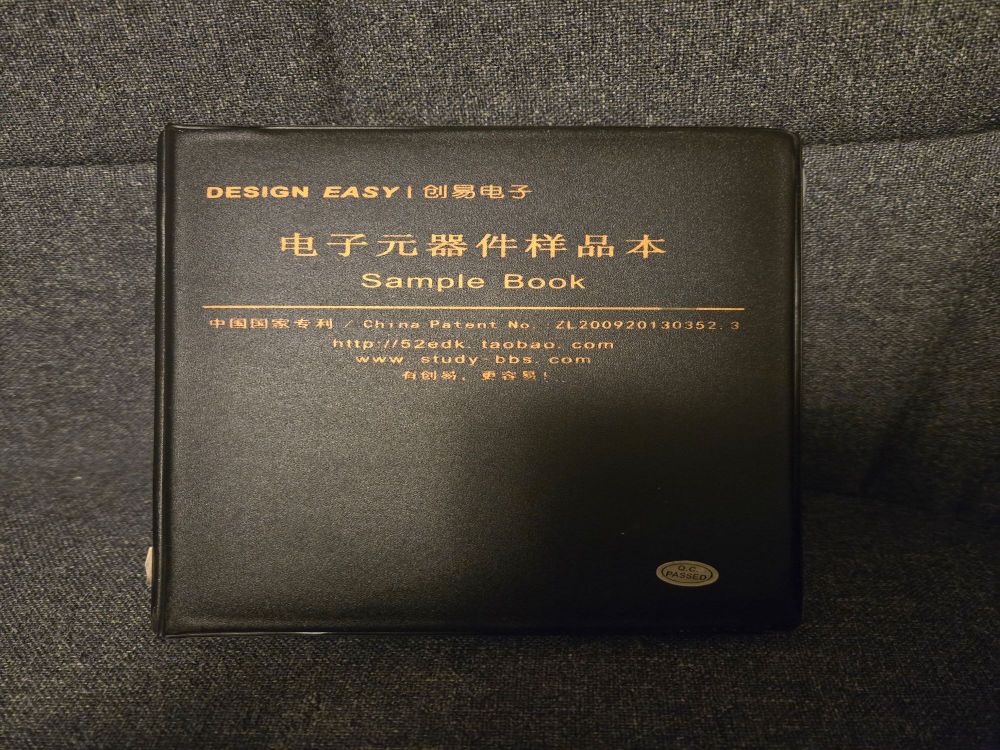 DESIGN EASY | 创易电子
电子元器件样品本
Sample Book
中国国家专利 / China Patent No.:ZL200920130352.3
http://52edk.taobao.com
www.study-bbs.com
有创易，更容易！
Q.C.
PASSED